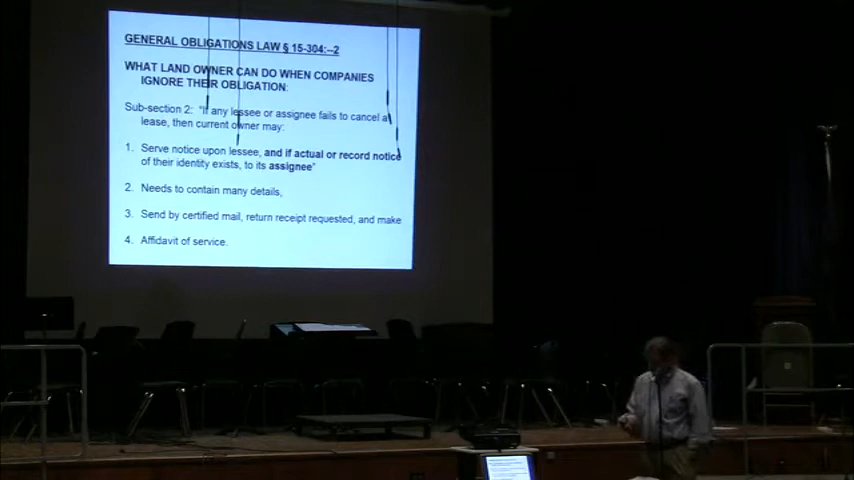 GENERAL OBLIGATIONS LAW § 15-304:--2
WHAT LAND OWNER CAN DO WHEN COMPANIES
IGNORE THEIR OBLIGATION:
Sub-section 2: "If any lessee or assignee fails to cancel a
lease, then current owner may:
1. Serve notice upon lessee, and if actual or record notice
of their identity exists, to its assignee"
2. Needs to contain many details,
3. Send by certified mail, return receipt requested, and make
4. Affidavit of service.